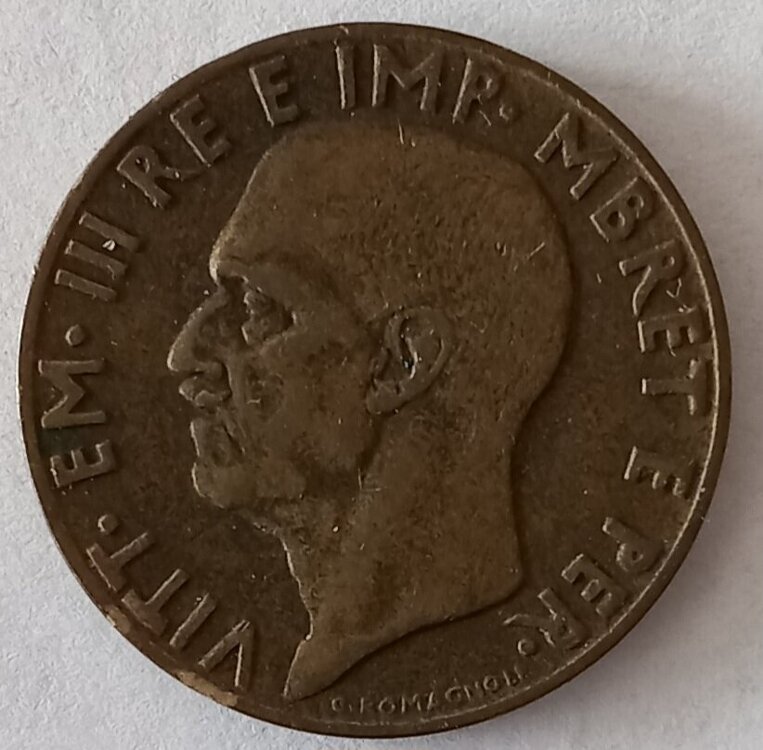 VITT. EM. III RE E IMP. MBRET E PER.
G. ROMAGNOLI